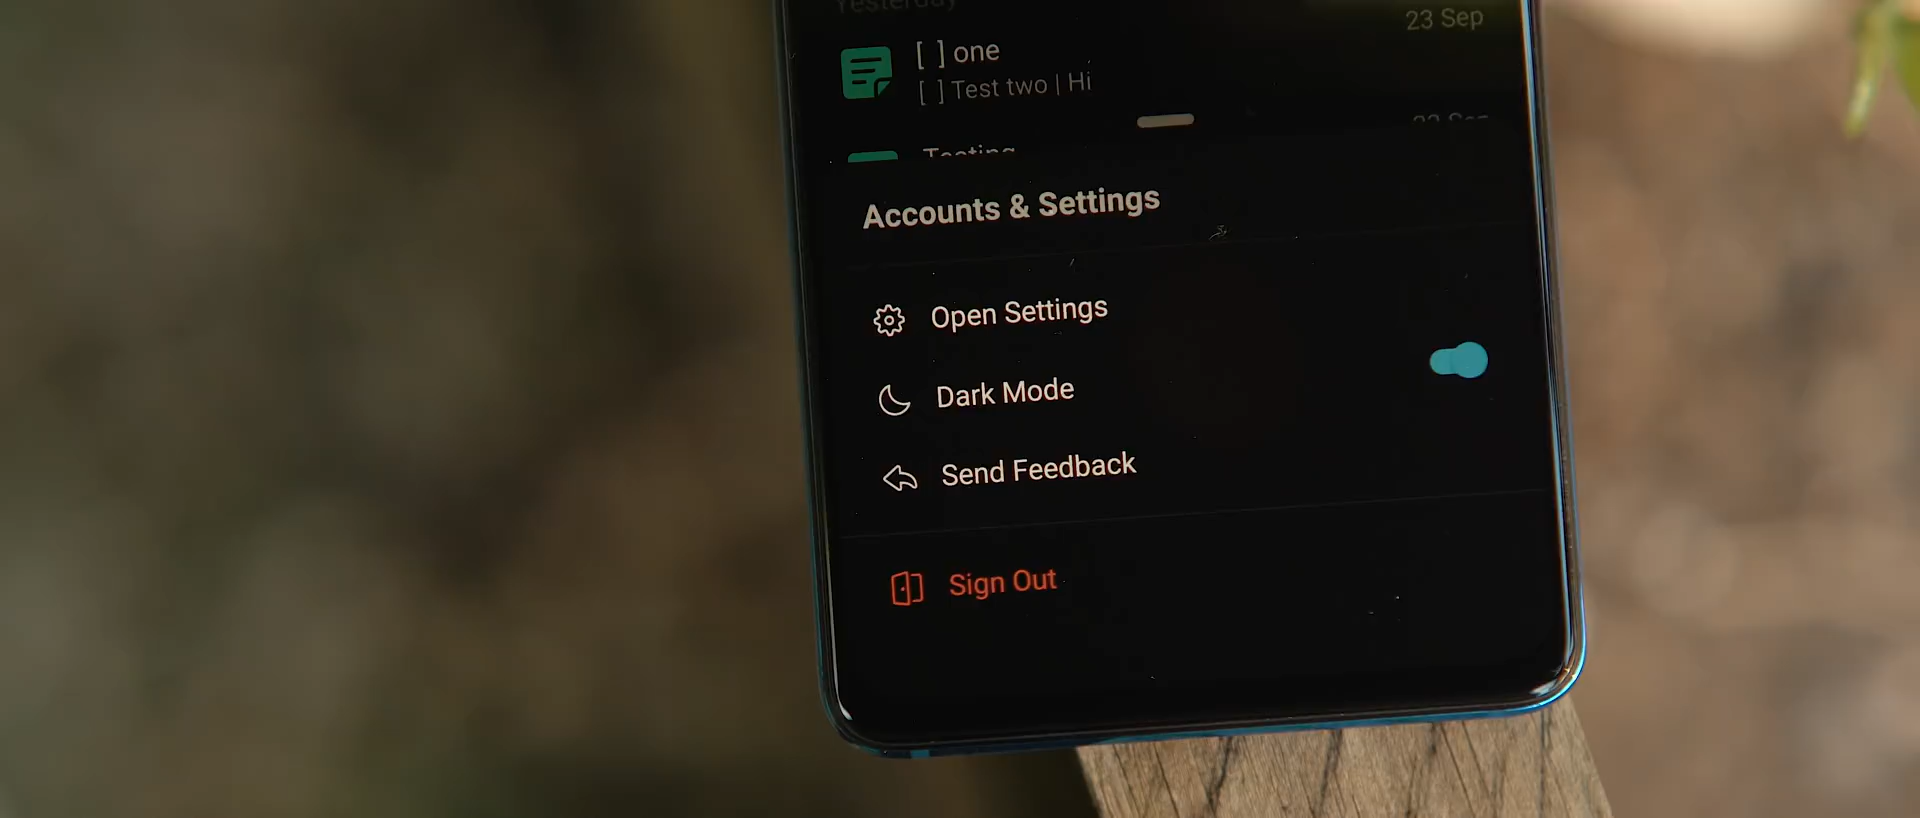 Yesterday
23 Sep
[ ] one
[ ] Test two | Hi
Testing
Accounts & Settings
Open Settings
Dark Mode
Send Feedback
Sign Out